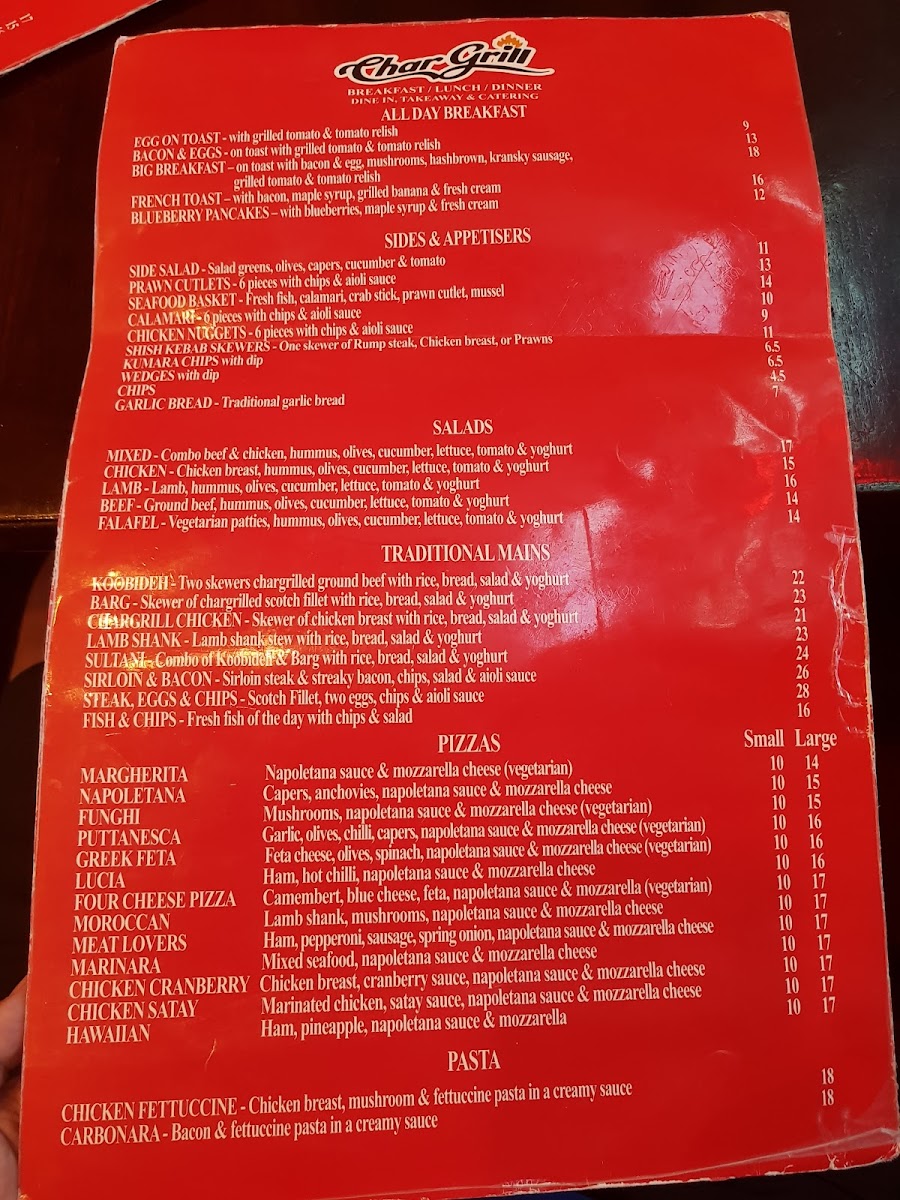 Char Grill
BREAKFAST / LUNCH / DINNER
DINE IN, TAKEAWAY & CATERING
ALL DAY BREAKFAST
EGG ON TOAST - with grilled tomato & tomato relish 9
BACON & EGGS - on toast with grilled tomato & tomato relish 13
BIG BREAKFAST – on toast with bacon & egg, mushrooms, hashbrown, kransky sausage, 18
grilled tomato & tomato relish
FRENCH TOAST – with bacon, maple syrup, grilled banana & fresh cream 16
BLUEBERRY PANCAKES – with blueberries, maple syrup & fresh cream 12
SIDES & APPETISERS
SIDE SALAD - Salad greens, olives, capers, cucumber & tomato 11
PRAWN CUTLETS - 6 pieces with chips & aioli sauce 13
SEAFOOD BASKET - Fresh fish, calamari, crab stick, prawn cutlet, mussel 14
CALAMARI - 6 pieces with chips & aioli sauce 10
CHICKEN NUGGETS - 6 pieces with chips & aioli sauce 9
SHISH KEBAB SKEWERS - One skewer of Rump steak, Chicken breast, or Prawns 11
KUMARA CHIPS with dip 6.5
WEDGES with dip 6.5
CHIPS 4.5
GARLIC BREAD - Traditional garlic bread 7
SALADS
MIXED - Combo beef & chicken, hummus, olives, cucumber, lettuce, tomato & yoghurt 17
CHICKEN - Chicken breast, hummus, olives, cucumber, lettuce, tomato & yoghurt 15
LAMB - Lamb, hummus, olives, cucumber, lettuce, tomato & yoghurt 16
BEEF - Ground beef, hummus, olives, cucumber, lettuce, tomato & yoghurt 14
FALAFEL - Vegetarian patties, hummus, olives, cucumber, lettuce, tomato & yoghurt 14
TRADITIONAL MAINS
KOOBIDEH - Two skewers chargrilled ground beef with rice, bread, salad & yoghurt 22
BARG - Skewer of chargrilled scotch fillet with rice, bread, salad & yoghurt 23
CHARGRILL CHICKEN - Skewer of chicken breast with rice, bread, salad & yoghurt 21
LAMB SHANK - Lamb shank stew with rice, bread, salad & yoghurt 23
SULTANI - Combo of Koobideh & Barg with rice, bread, salad & yoghurt 24
SIRLOIN & BACON - Sirloin steak & streaky bacon, chips, salad & aioli sauce 26
STEAK, EGGS & CHIPS - Scotch Fillet, two eggs, chips & aioli sauce 28
FISH & CHIPS - Fresh fish of the day with chips & salad 16
PIZZAS Small Large
MARGHERITA Napoletana sauce & mozzarella cheese (vegetarian) 10 14
NAPOLETANA Capers, anchovies, napoletana sauce & mozzarella cheese 10 15
FUNGHI Mushrooms, napoletana sauce & mozzarella cheese (vegetarian) 10 15
PUTTANESCA Garlic, olives, chilli, capers, napoletana sauce & mozzarella cheese (vegetarian) 10 16
GREEK FETA Feta cheese, olives, spinach, napoletana sauce & mozzarella cheese (vegetarian) 10 16
LUCIA Ham, hot chilli, napoletana sauce & mozzarella cheese 10 16
FOUR CHEESE PIZZA Camembert, blue cheese, feta, napoletana sauce & mozzarella (vegetarian) 10 17
MOROCCAN Lamb shank, mushrooms, napoletana sauce & mozzarella cheese 10 17
MEAT LOVERS Ham, pepperoni, sausage, spring onion, napoletana sauce & mozzarella cheese 10 17
MARINARA Mixed seafood, napoletana sauce & mozzarella cheese 10 17
CHICKEN CRANBERRY Chicken breast, cranberry sauce, napoletana sauce & mozzarella cheese 10 17
CHICKEN SATAY Marinated chicken, satay sauce, napoletana sauce & mozzarella cheese 10 17
HAWAIIAN Ham, pineapple, napoletana sauce & mozzarella 10 17
PASTA
CHICKEN FETTUCCINE - Chicken breast, mushroom & fettuccine pasta in a creamy sauce 18
CARBONARA - Bacon & fettuccine pasta in a creamy sauce 18